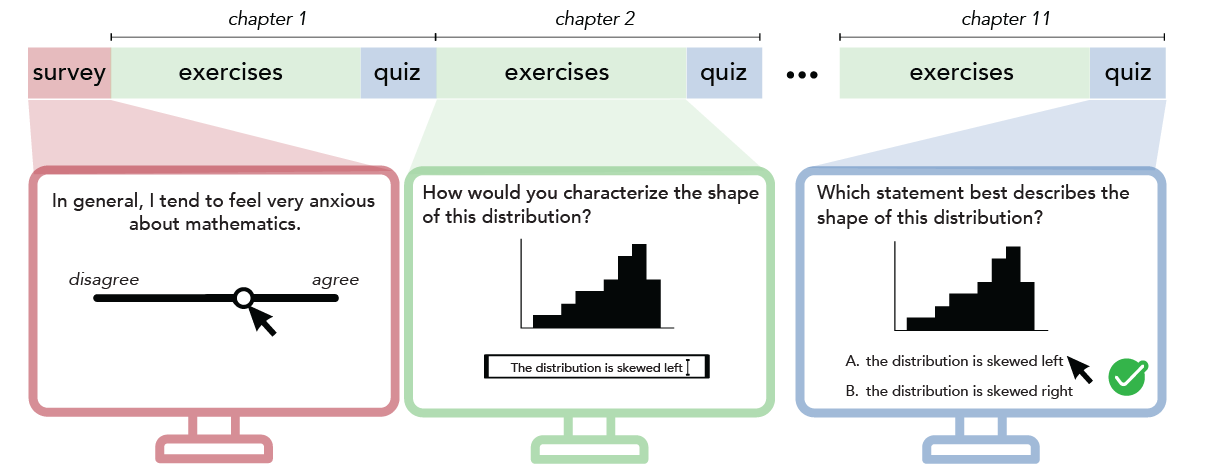 chapter 1
chapter 2
chapter 11
survey
exercises
quiz
exercises
quiz
•••
exercises
quiz
In general, I tend to feel very anxious
about mathematics.
disagree
agree
How would you characterize the shape
of this distribution?
The distribution is skewed left
Which statement best describes the
shape of this distribution?
A. the distribution is skewed left
B. the distribution is skewed right